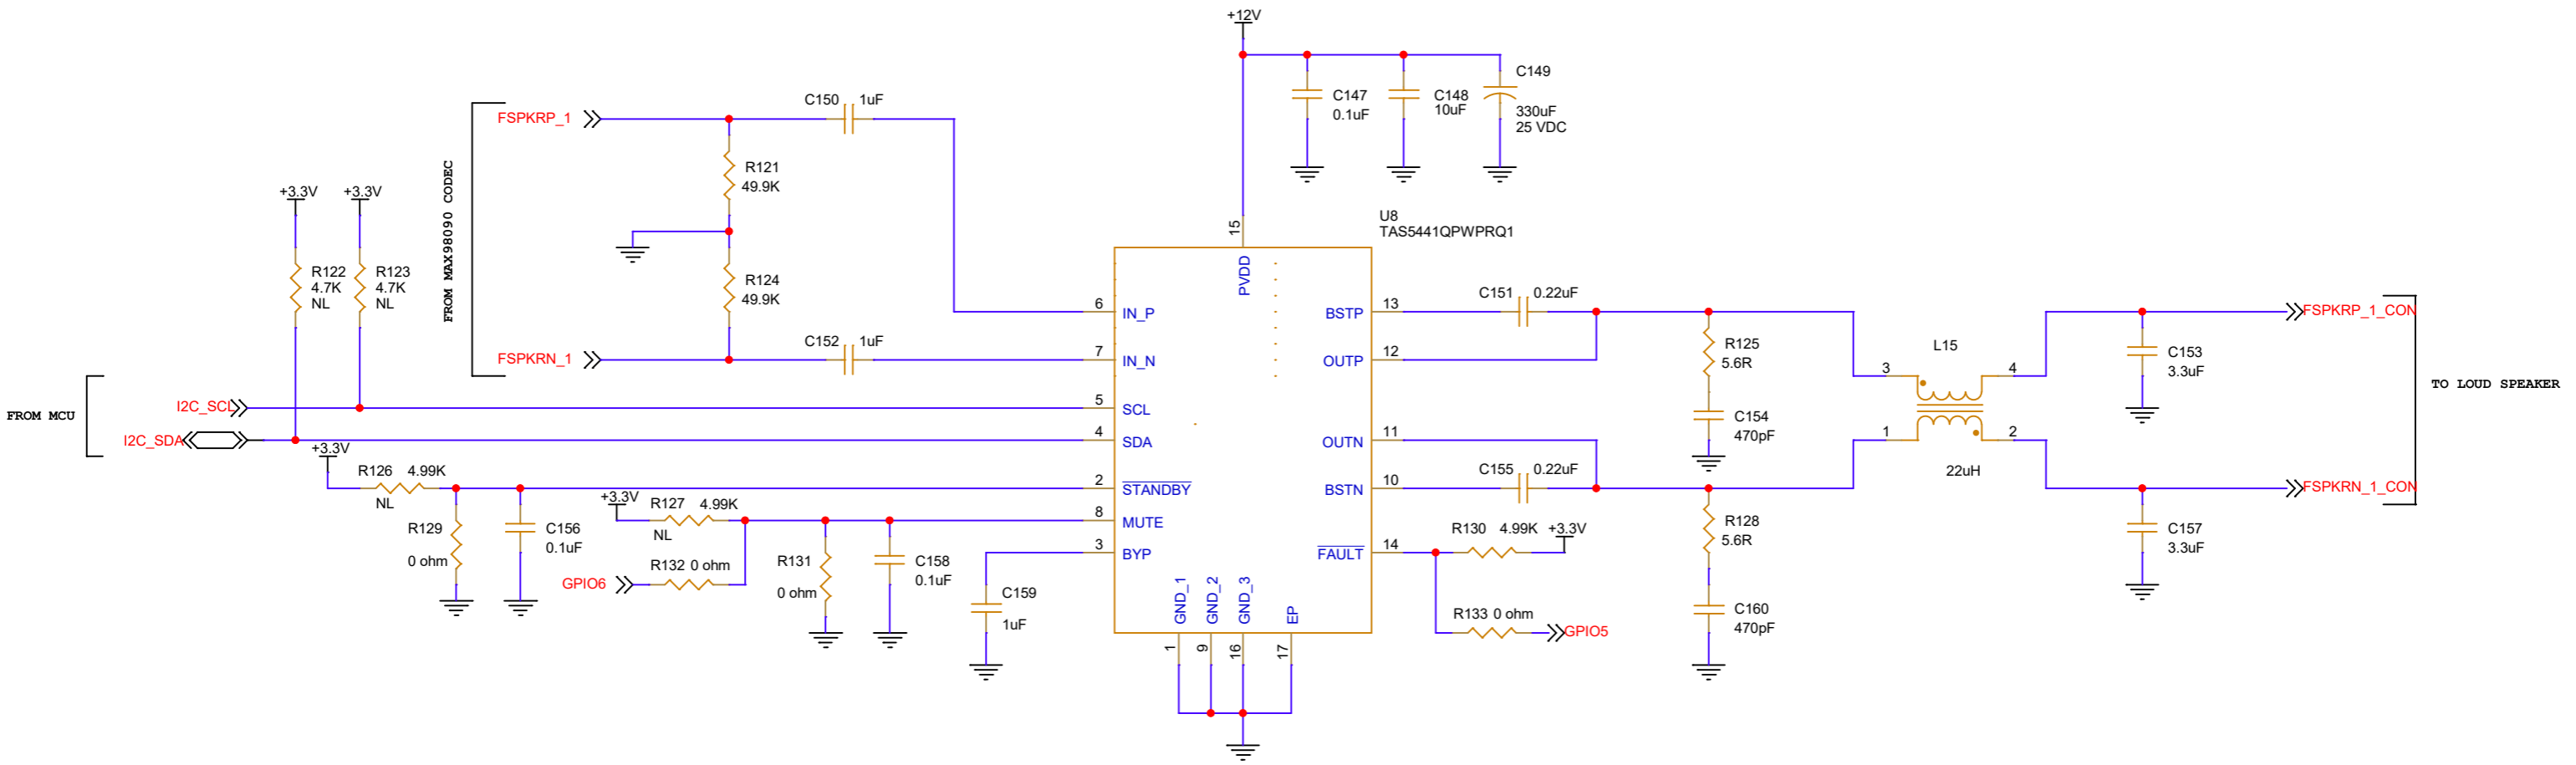 +12V
C149
330uF
25 VDC
C147
0.1uF
C148
10uF
C150
1uF
FSPKRP_1
FROM MAX98090 CODEC
R121
49.9K
+3.3V
+3.3V
R122
4.7K
NL
R123
4.7K
NL
R124
49.9K
U8
TAS5441QPWPRQ1
15
PVDD
C152
1uF
FSPKRN_1
6
IN_P
7
IN_N
5
SCL
4
SDA
2
STANDBY
8
MUTE
3
BYP
BSTP
13
OUTP
12
OUTN
11
BSTN
10
FAULT
14
GND_1
GND_2
GND_3
EP
1
9
16
17
FROM MCU
I2C_SCL
I2C_SDA
+3.3V
R126
4.99K
NL
R129
0 ohm
C156
0.1uF
+3.3V
R127
4.99K
NL
R132 0 ohm
GPIO6
R131
0 ohm
C158
0.1uF
C159
1uF
C151
0.22uF
R125
5.6R
C154
470pF
C155
0.22uF
R128
5.6R
C160
470pF
R130
4.99K
+3.3V
R133 0 ohm
GPIO5
L15
3
4
1
2
22uH
C153
3.3uF
C157
3.3uF
FSPKRP_1_CON
TO LOUD SPEAKER
FSPKRN_1_CON